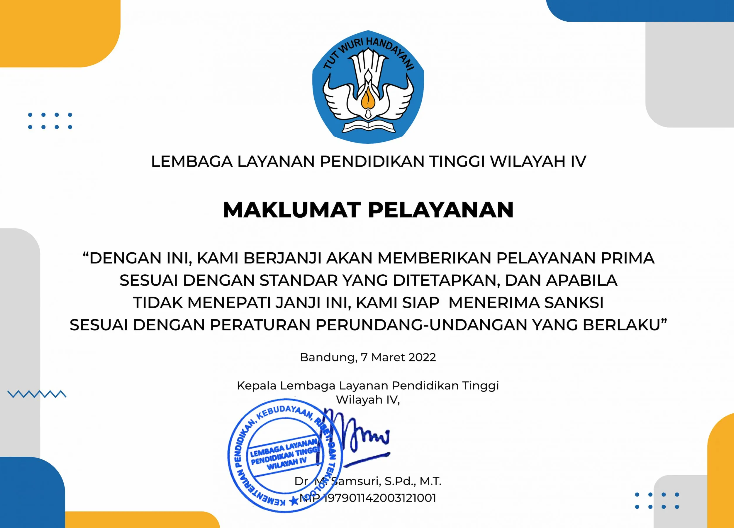 TUT WURI HANDAYANI
LEMBAGA LAYANAN PENDIDIKAN TINGGI WILAYAH IV
MAKLUMAT PELAYANAN
“DENGAN INI, KAMI BERJANJI AKAN MEMBERIKAN PELAYANAN PRIMA
SESUAI DENGAN STANDAR YANG DITETAPKAN, DAN APABILA
TIDAK MENEPATI JANJI INI, KAMI SIAP MENERIMA SANKSI
SESUAI DENGAN PERATURAN PERUNDANG-UNDANGAN YANG BERLAKU”
Bandung, 7 Maret 2022
Kepala Lembaga Layanan Pendidikan Tinggi
Wilayah IV,
KEMENTERIAN PENDIDIKAN, KEBUDAYAAN, RISET, DAN TEKNOLOGI
LEMBAGA LAYANAN
PENDIDIKAN TINGGI
WILAYAH IV
Dr. M. Samsuri, S.Pd., M.T.
NIP 197901142003121001